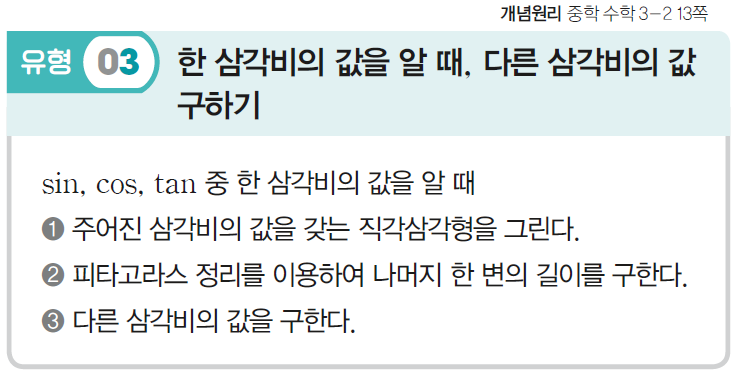 개념원리 중학 수학 3-2 13쪽
유형 03 한 삼각비의 값을 알 때, 다른 삼각비의 값
구하기
sin, cos, tan 중 한 삼각비의 값을 알 때
❶ 주어진 삼각비의 값을 갖는 직각삼각형을 그린다.
❷ 피타고라스 정리를 이용하여 나머지 한 변의 길이를 구한다.
❸ 다른 삼각비의 값을 구한다.